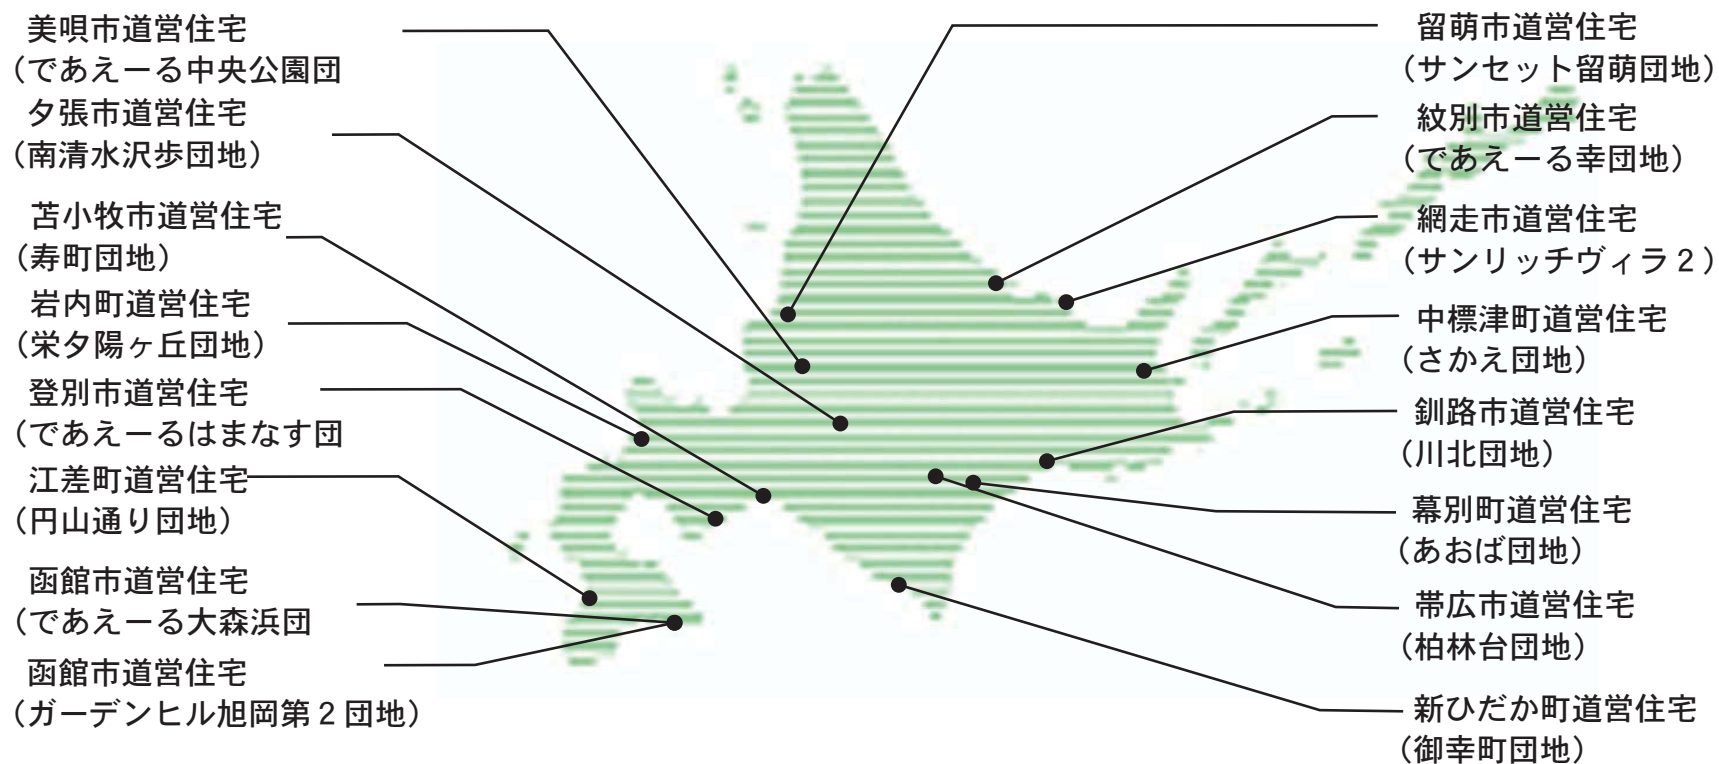 美唄市道営住宅
(であえーる中央公園団
夕張市道営住宅
(南清水沢歩団地)
苫小牧市道営住宅
(寿町団地)
岩内町道営住宅
(栄夕陽ヶ丘団地)
登別市道営住宅
(であえーるはまなす団
江差町道営住宅
(円山通り団地)
函館市道営住宅
(であえーる大森浜団
函館市道営住宅
(ガーデンヒル旭岡第2団地)
留萌市道営住宅
(サンセット留萌団地)
紋別市道営住宅
(であえーる幸団地)
網走市道営住宅
(サンリッチヴィラ2)
中標津町道営住宅
(さかえ団地)
釧路市道営住宅
(川北団地)
幕別町道営住宅
(あおば団地)
帯広市道営住宅
(柏林台団地)
新ひだか町道営住宅
(御幸町団地)